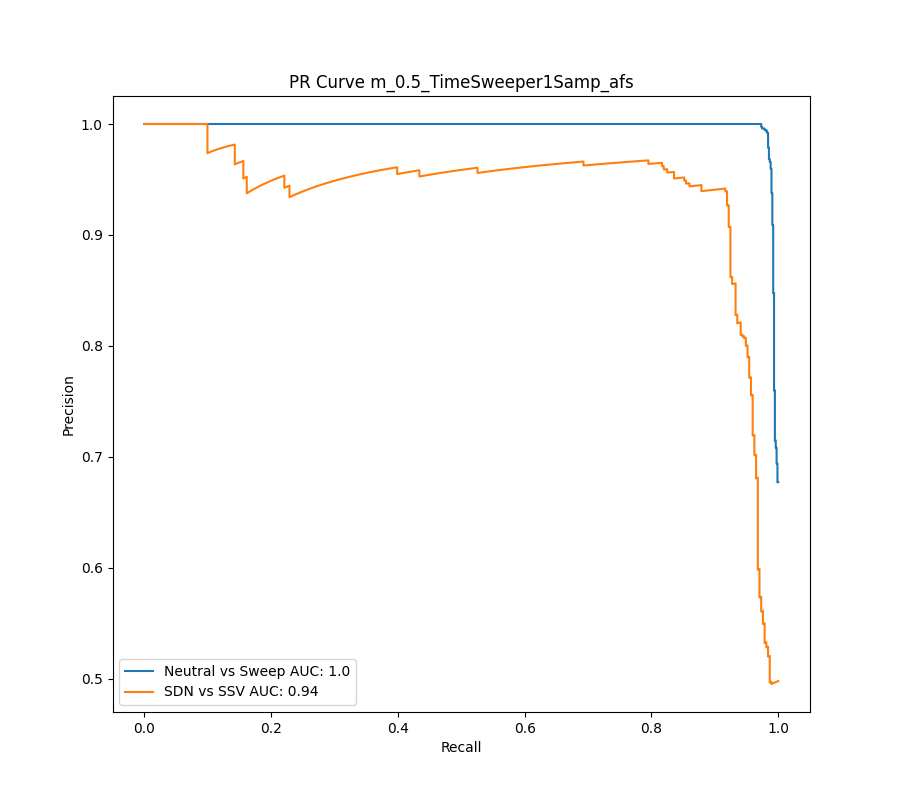 PR Curve m_0.5_TimeSweeper1Samp_afs
1.0
0.9
0.8
0.7
0.6
0.5
Precision
Neutral vs Sweep AUC: 1.0
SDN vs SSV AUC: 0.94
0.0 0.2 0.4 0.6 0.8 1.0
Recall